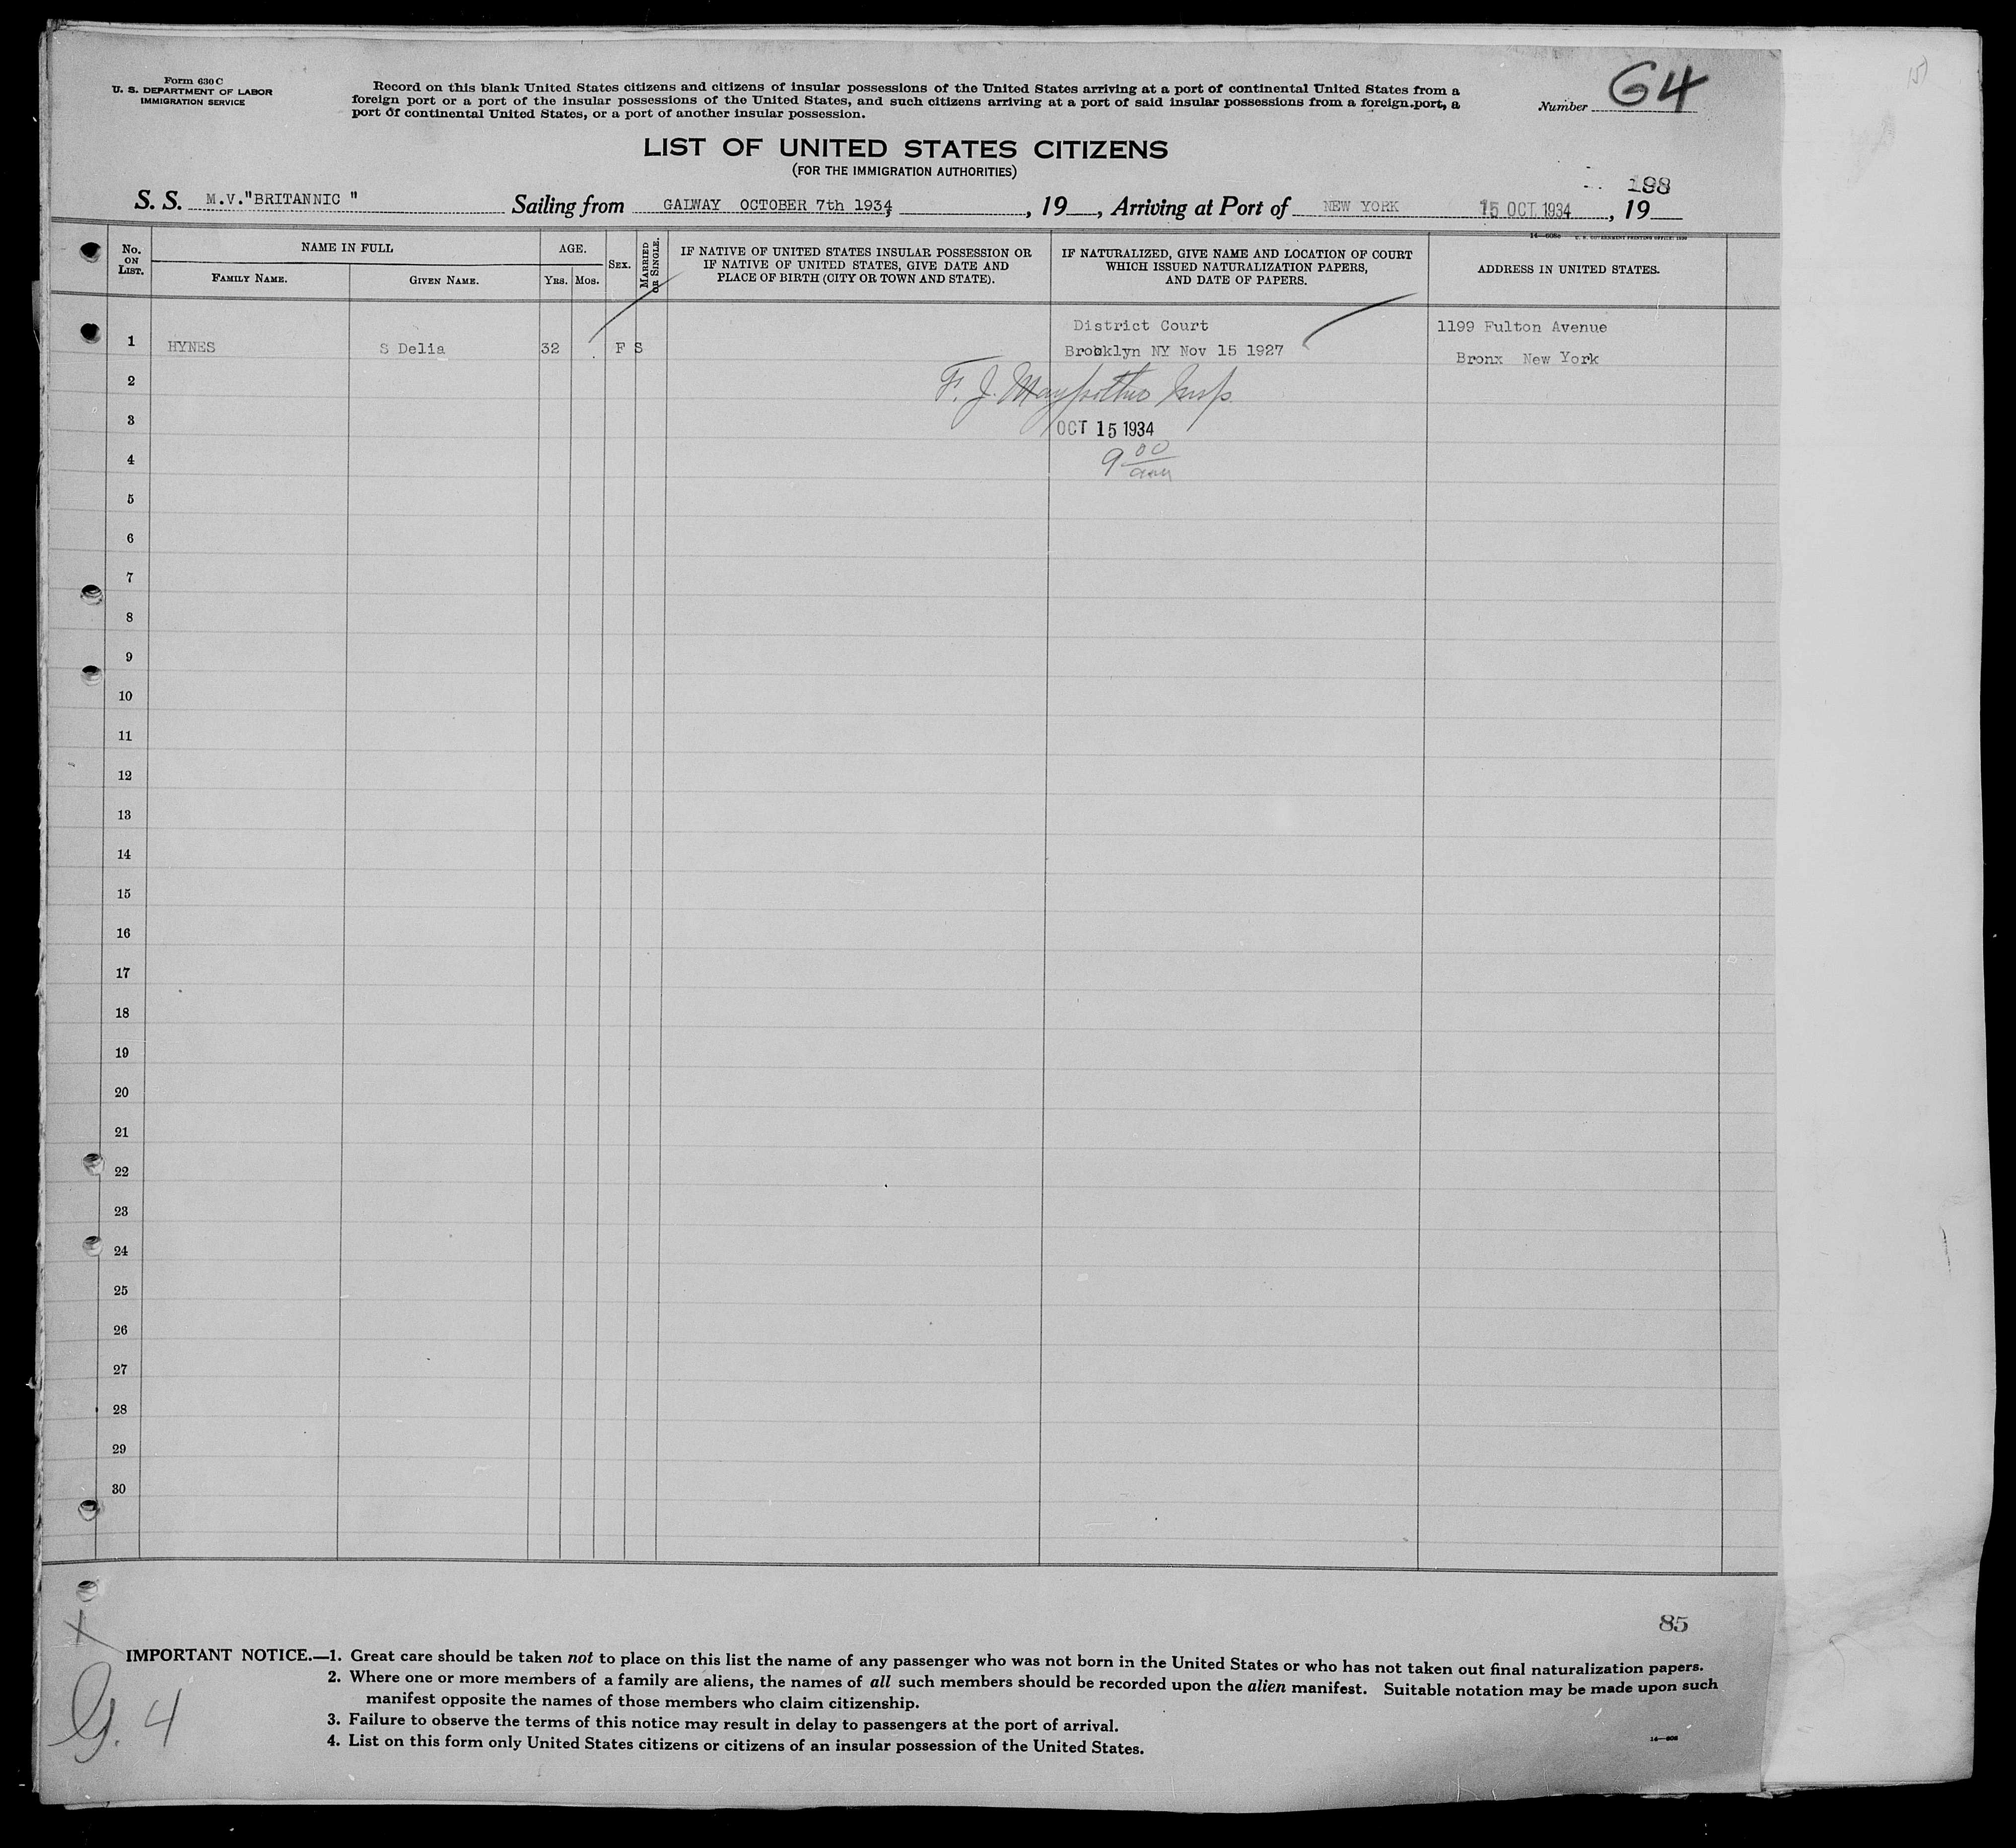 Form 630 C
U. S. DEPARTMENT OF LABOR
IMMIGRATION SERVICE
Record on this blank United States citizens and citizens of insular possessions of the United States arriving at a port of continental United States from a
foreign port or a port of the insular possessions of the United States, and such citizens arriving at a port of said insular possessions from a foreign port, a
port of continental United States, or a port of another insular possession.
Number G4
LIST OF UNITED STATES CITIZENS
(FOR THE IMMIGRATION AUTHORITIES)
198
S. S. M.V."BRITANNIC " Sailing from GALWAY OCTOBER 7th 1934, 19, Arriving at Port of NEW YORK 15 OCT 1934, 19
No. ON LIST.
NAME IN FULL
FAMILY NAME.
GIVEN NAME.
AGE.
YRS. MOS.
SEX.
MARRIED OR SINGLE.
IF NATIVE OF UNITED STATES INSULAR POSSESSION OR
IF NATIVE OF UNITED STATES, GIVE DATE AND
PLACE OF BIRTH (CITY OR TOWN AND STATE).
IF NATURALIZED, GIVE NAME AND LOCATION OF COURT
WHICH ISSUED NATURALIZATION PAPERS,
AND DATE OF PAPERS.
U. S. GOVERNMENT PRINTING OFFICE: 1930
ADDRESS IN UNITED STATES.
District Court 1199 Fulton Avenue
1 HYNES S Delia 32 F S Brooklyn NY Nov 15 1927 Bronx New York
2
3 OCT 15 1934
4 9 00 am
5
6
7
8
9
10
11
12
13
14
15
16
17
18
19
20
21
22
23
24
25
26
27
28
29
30
85
IMPORTANT NOTICE.—1. Great care should be taken not to place on this list the name of any passenger who was not born in the United States or who has not taken out final naturalization papers.
2. Where one or more members of a family are aliens, the names of all such members should be recorded upon the alien manifest. Suitable notation may be made upon such
manifest opposite the names of those members who claim citizenship.
3. Failure to observe the terms of this notice may result in delay to passengers at the port of arrival.
4. List on this form only United States citizens or citizens of an insular possession of the United States.
G. 4